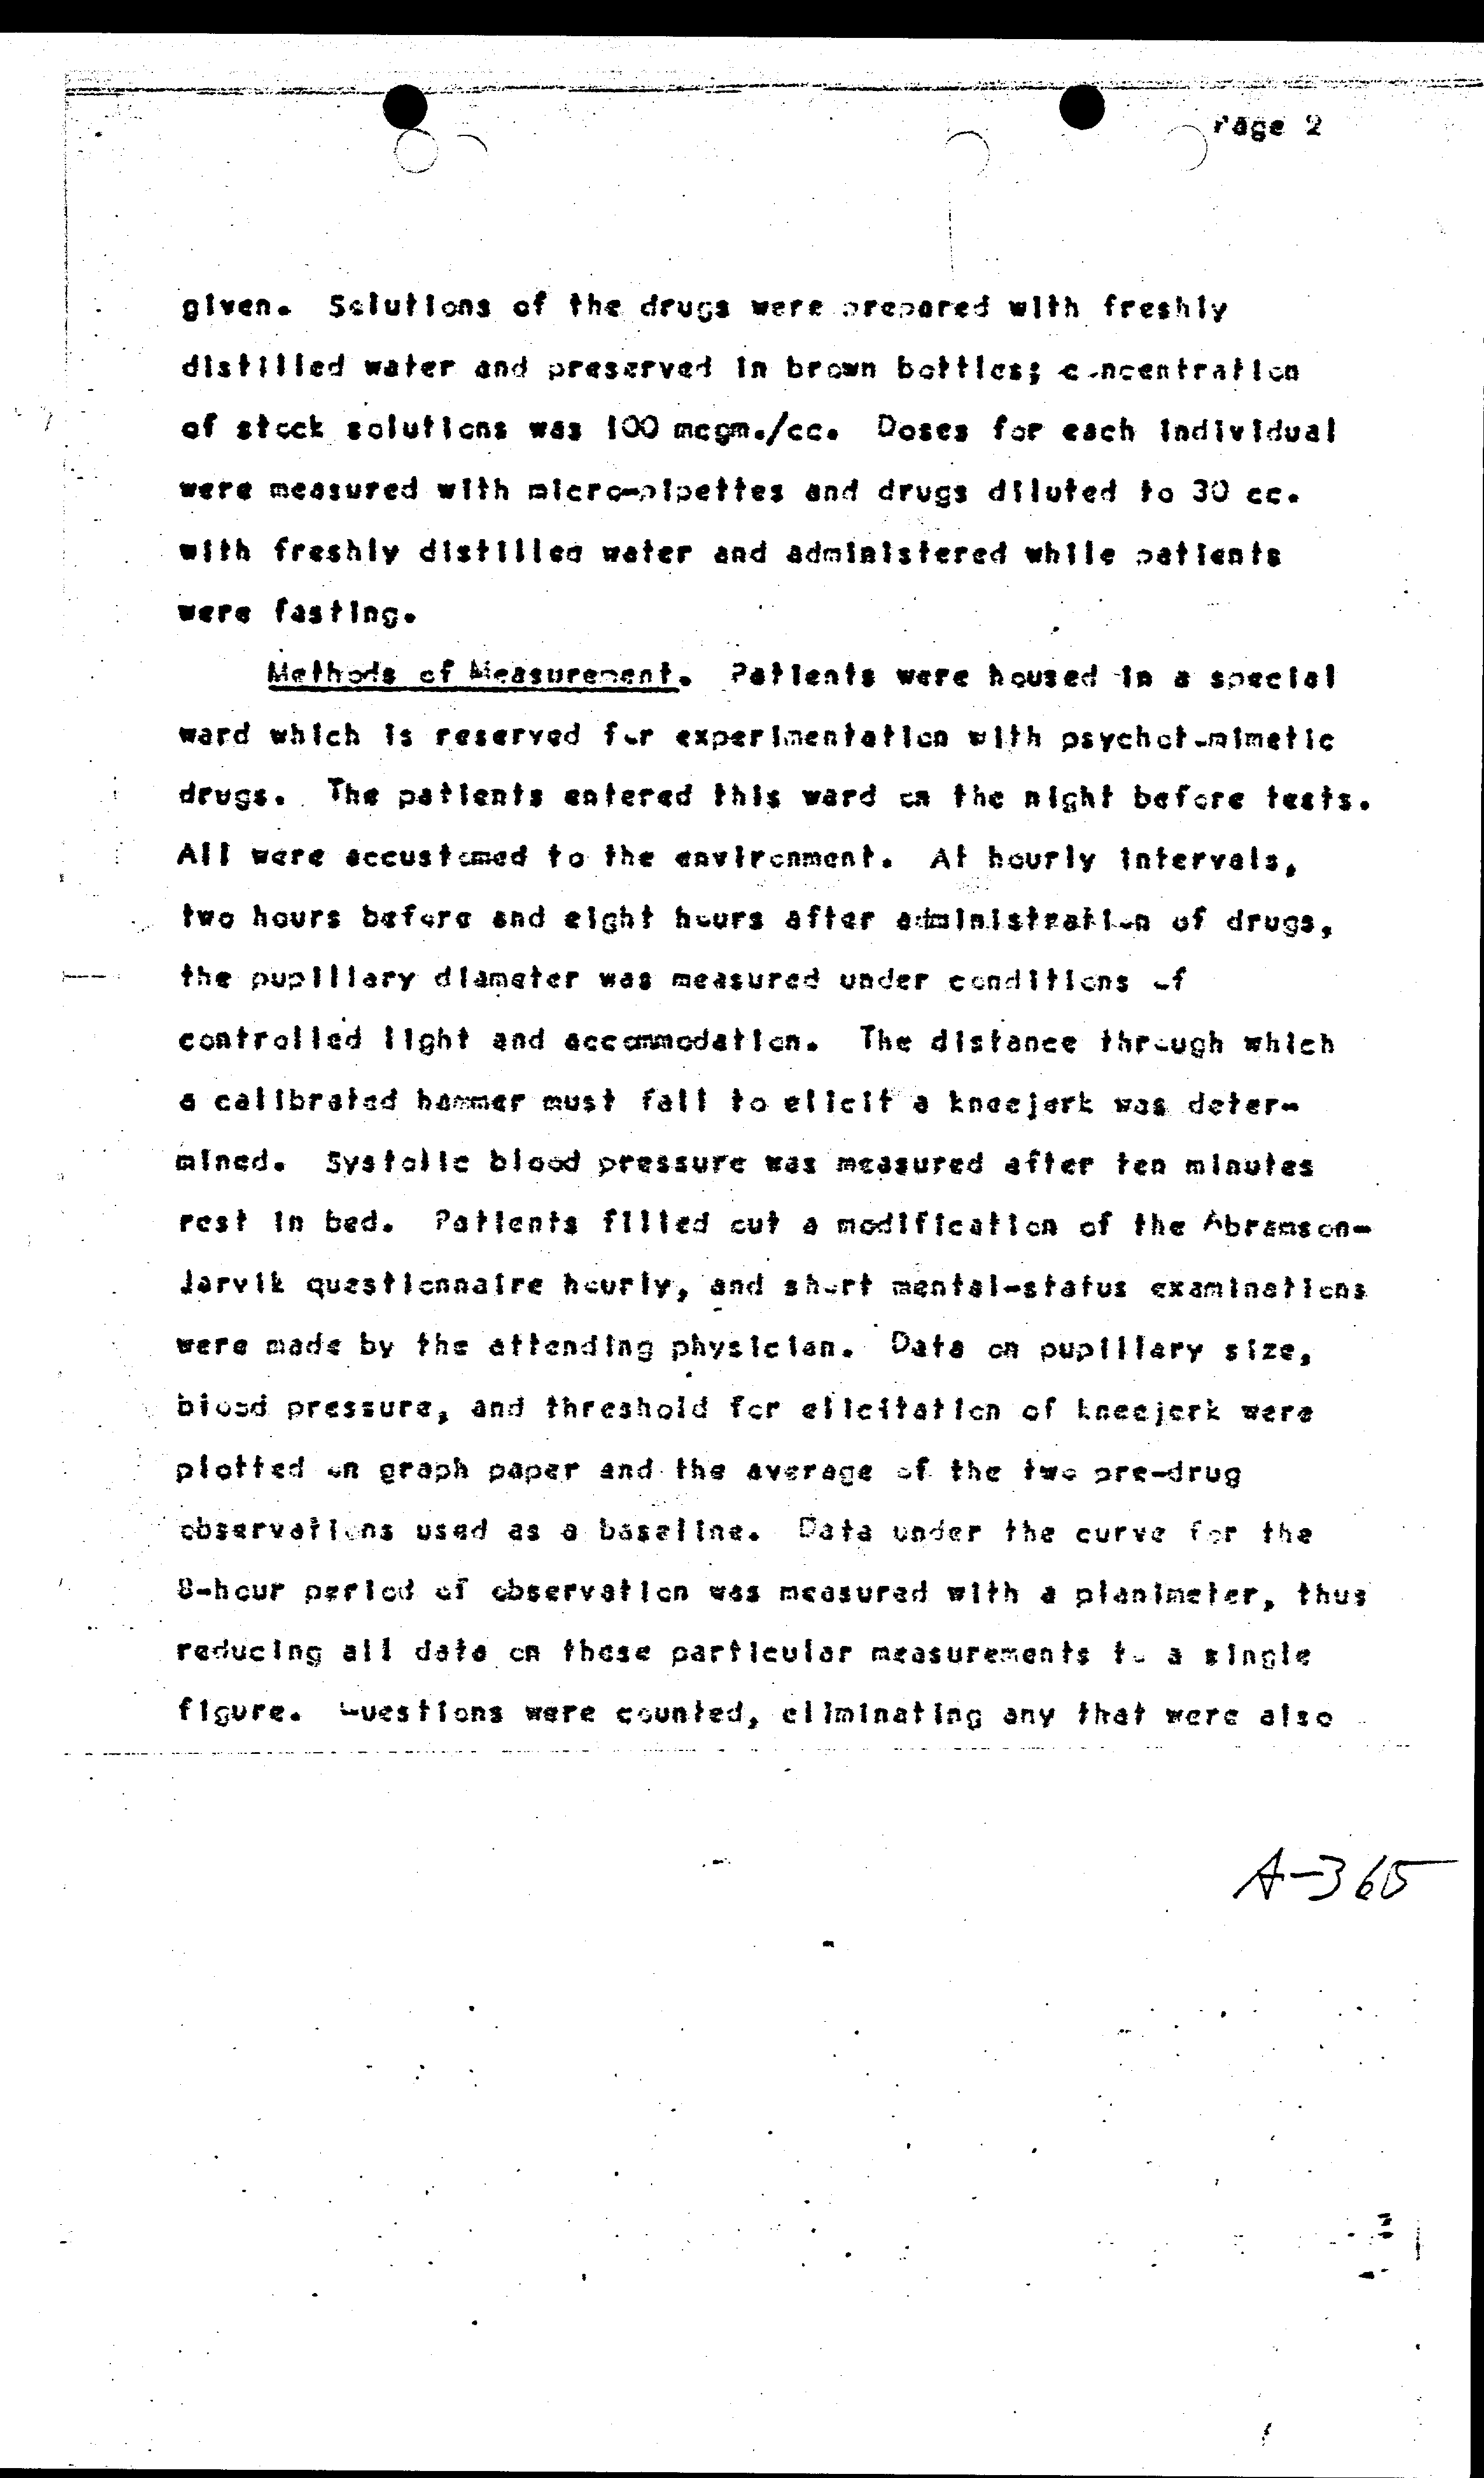 Page 2
given. Solutions of the drugs were prepared with freshly
distilled water and preserved in brown bottles; concentration
of stock solutions was 100 mcgm./cc. Doses for each individual
were measured with micro-pipettes and drugs diluted to 30 cc.
with freshly distilled water and administered while patients
were fasting.
Methods of Measurement. Patients were housed in a special
ward which is reserved for experimentation with psychotomimetic
drugs. The patients entered this ward on the night before tests.
All were accustomed to the environment. At hourly intervals,
two hours before and eight hours after administration of drugs,
the pupillary diameter was measured under conditions of
controlled light and accommodation. The distance through which
a calibrated hammer must fall to elicit a kneejerk was deter-
mined. Systolic blood pressure was measured after ten minutes
rest in bed. Patients filled out a modification of the Abramson-
Jarvik questionnaire hourly, and short mental-status examinations
were made by the attending physician. Data on pupillary size,
blood pressure, and threshold for elicitation of kneejerk were
plotted on graph paper and the average of the two pre-drug
observations used as a baseline. Data under the curve for the
8-hour period of observation was measured with a planimeter, thus
reducing all data on these particular measurements to a single
figure. Questions were counted, eliminating any that were also
A-365